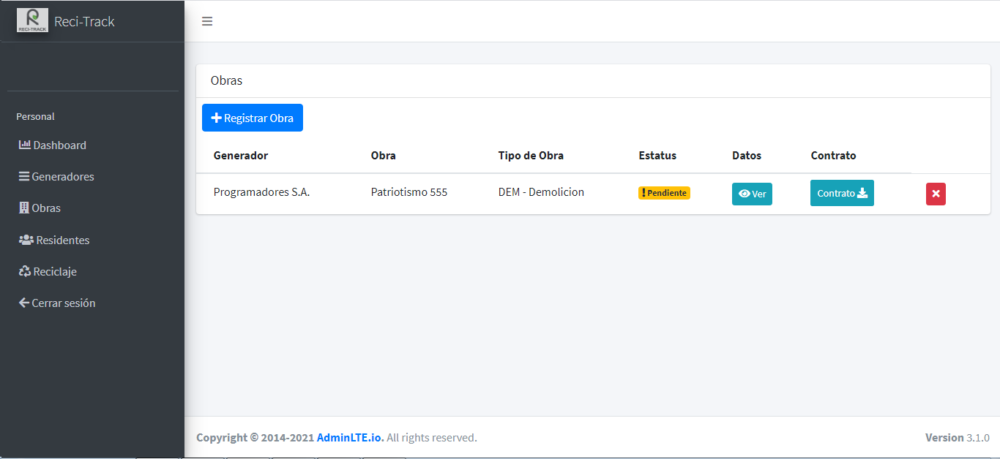 RECI-TRACK
Reci-Track
Personal
Dashboard
Generadores
Obras
Residentes
Reciclaje
Cerrar sesión
Obras
Registrar Obra
Generador Obra Tipo de Obra Estatus Datos Contrato
Programadores S.A. Patriotismo 555 DEM - Demolicion Pendiente Ver Contrato
Copyright © 2014-2021 AdminLTE.io. All rights reserved. Version 3.1.0